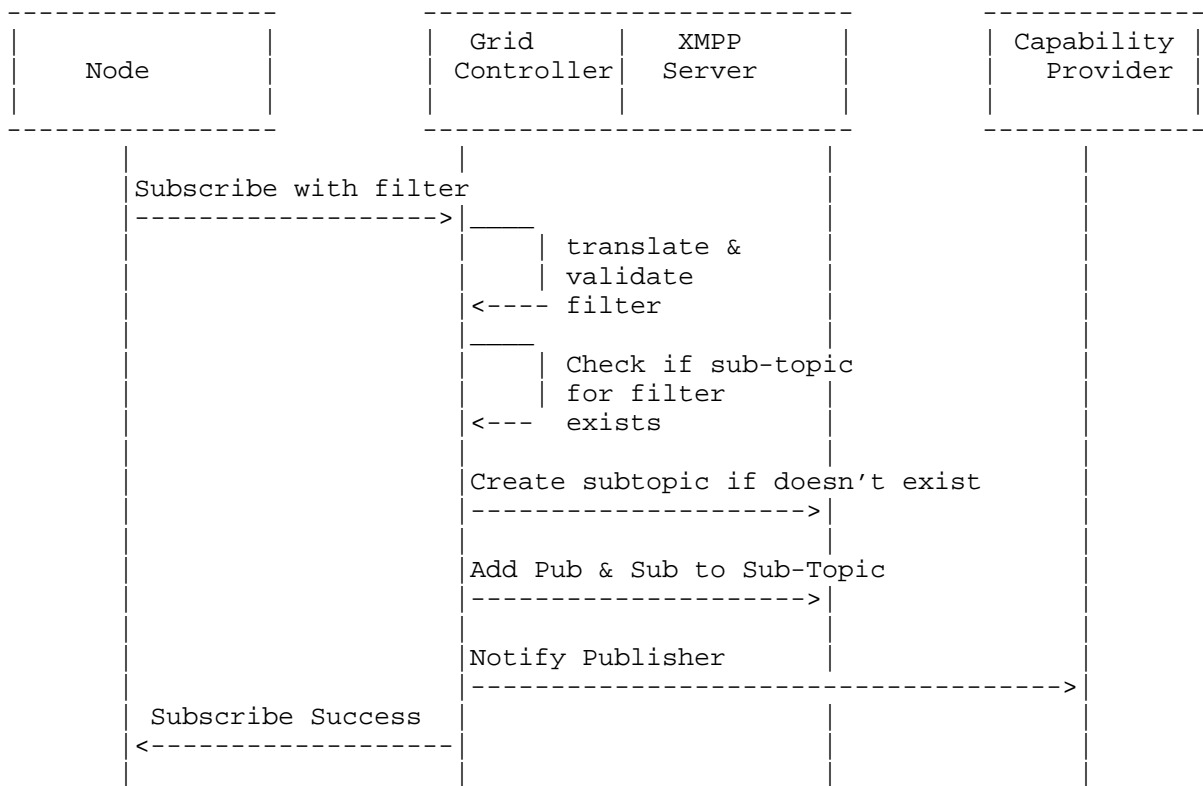 Grid XMPP Capability
Node Controller Server Provider
Subscribe with filter
translate &
validate
filter
Check if sub-topic
for filter
exists
Create subtopic if doesn't exist
Add Pub & Sub to Sub-Topic
Notify Publisher
Subscribe Success